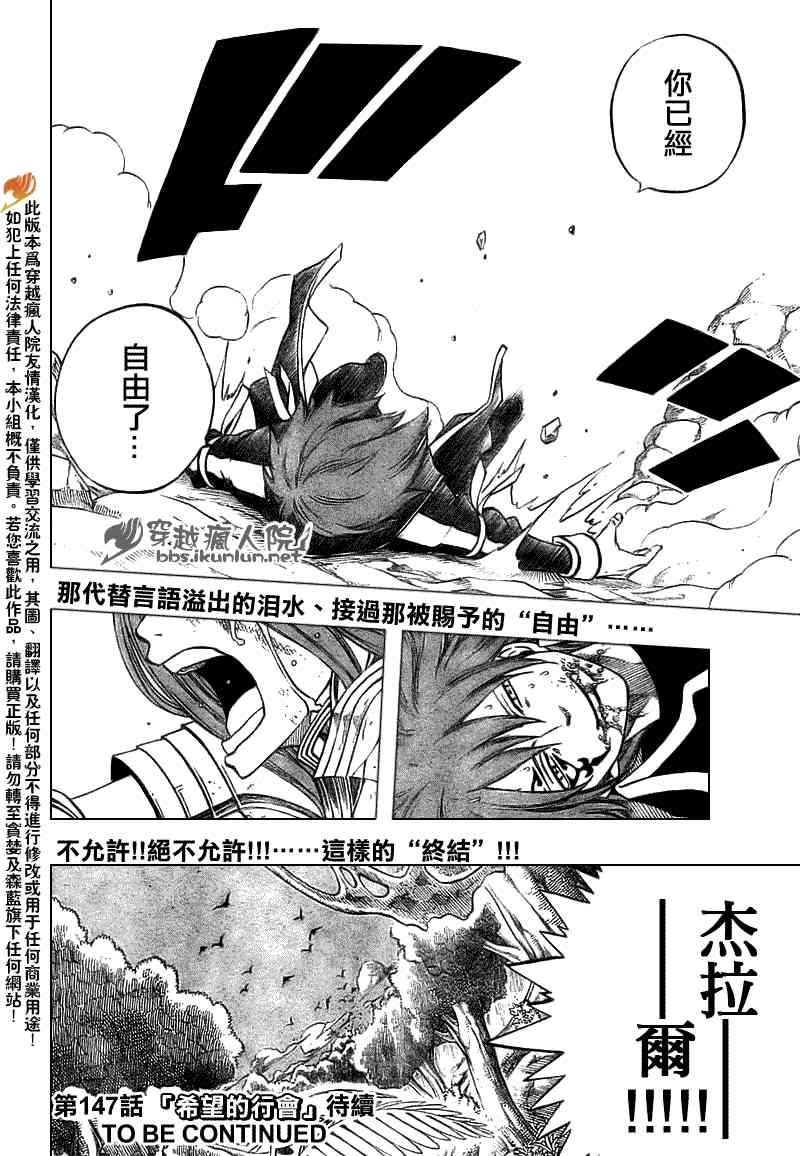 你已經
自由了…
穿越瘋人院
bbs.ikunlun.net
那代替言語溢出的泪水、接過那被賜予的“自由”……
不允許!!絕不允許!!!……這樣的“終結”!!!
杰拉
爾
!!!!!
第147話 「希望的行會」待續
TO BE CONTINUED
此版本爲穿越瘋人院友情漢化，僅供學習交流之用，其圖、翻譯以及任何部分不得進行修改或用于任何商業用途！
如犯上任何法律責任，本小組概不負責。若您喜歡此作品，請購買正版！請勿轉至貪婪及森藍旗下任何網站！